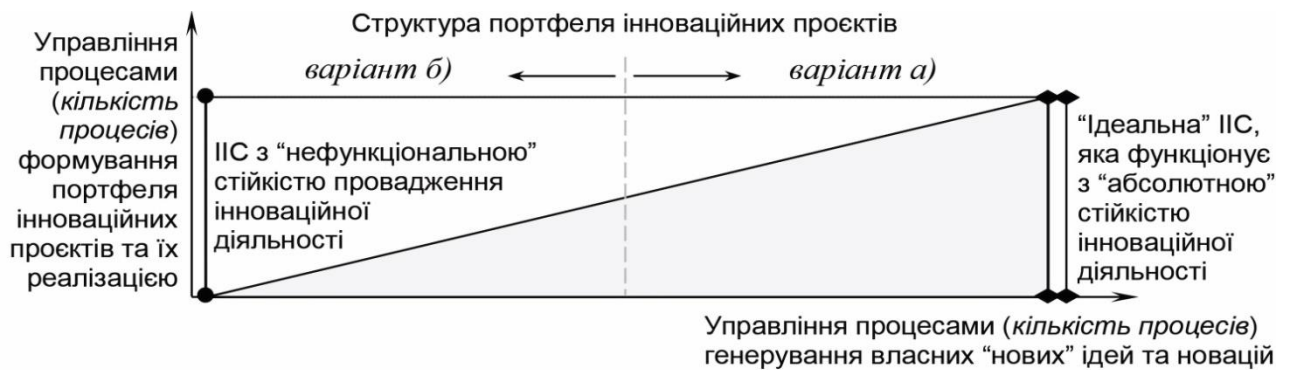 Структура портфеля інноваційних проєктів
варіант б)
варіант а)
Управління
процесами
(кількість
процесів)
формування
портфеля
інноваційних
проєктів та їх
реалізацією
ІІС з “нефункціональною”
стійкістю провадження
інноваційної
діяльності
“Ідеальна” ІІС,
яка функціонує
з “абсолютною”
стійкістю
інноваційної
діяльності
Управління процесами (кількість процесів)
генерування власних “нових” ідей та новацій